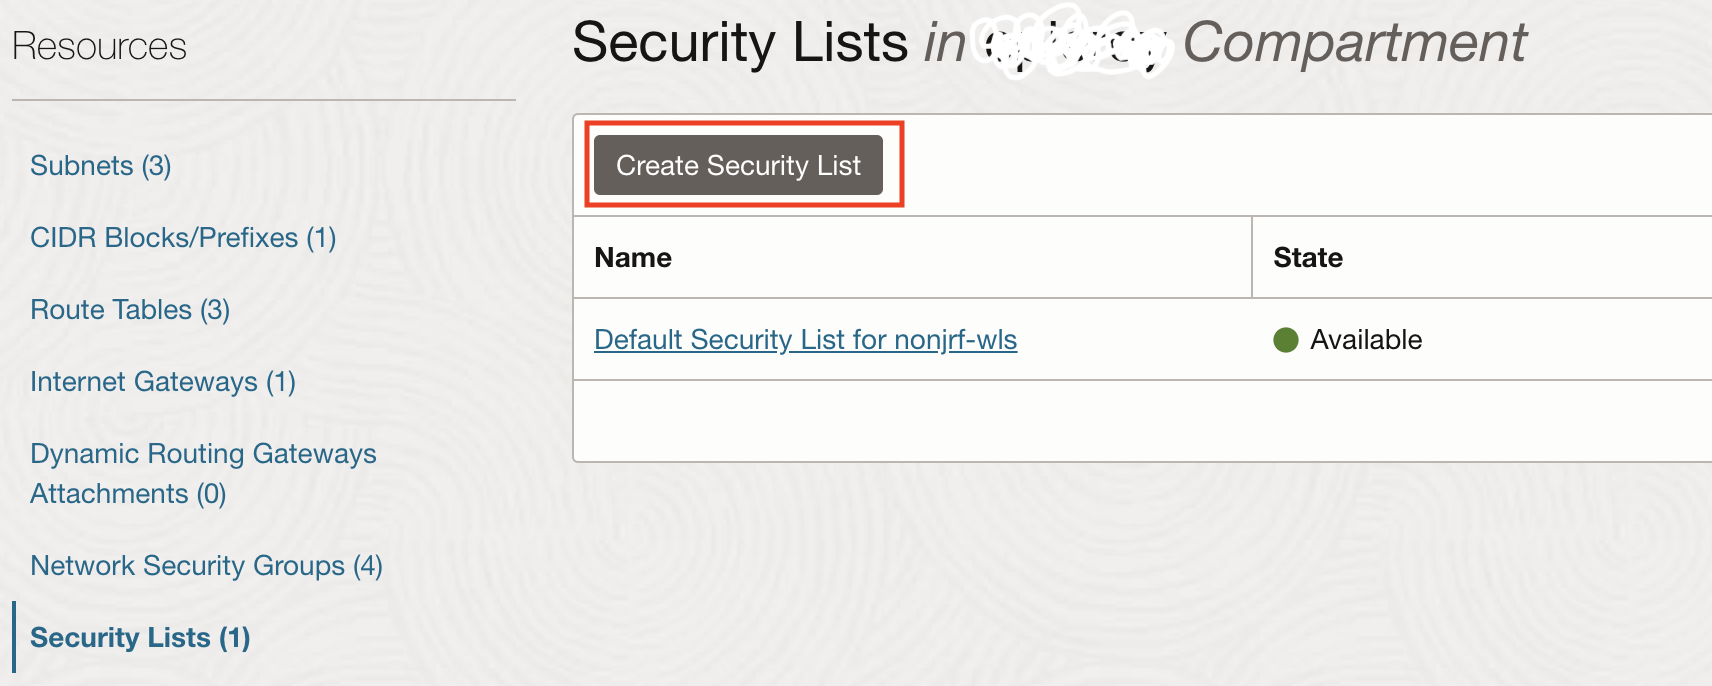 Resources
Subnets (3)
CIDR Blocks/Prefixes (1)
Route Tables (3)
Internet Gateways (1)
Dynamic Routing Gateways
Attachments (0)
Network Security Groups (4)
Security Lists (1)
Security Lists in Compartment
Create Security List
Name State
Default Security List for nonjrf-wls Available